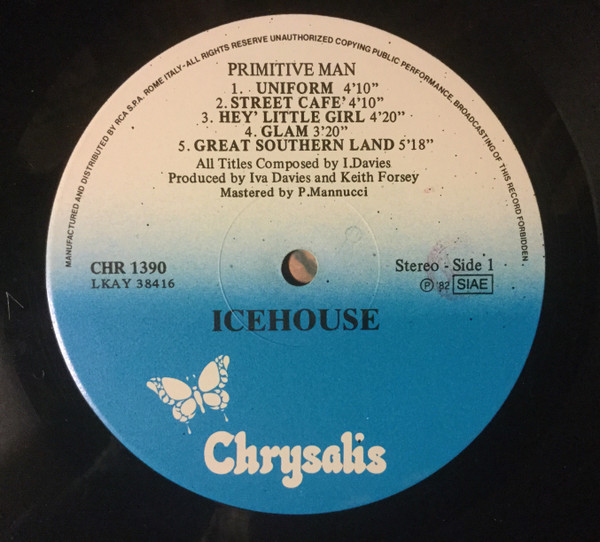 MANUFACTURED AND DISTRIBUTED BY RCA S.P.A. ROME ITALY-ALL RIGHTS RESERVE UNAUTHORIZED COPYING PUBLIC PERFORMANCE, BROADCASTING OF THIS RECORD FORBIDDEN
PRIMITIVE MAN
1. UNIFORM 4'10"
2. STREET CAFE' 4'10"
3. HEY' LITTLE GIRL 4'20"
4. GLAM 3'20"
5. GREAT SOUTHERN LAND 5'18"
All Titles Composed by I.Davies
Produced by Iva Davies and Keith Forsey
Mastered by P.Mannucci
CHR 1390
LKAY 38416
Stereo - Side 1
℗ '82 SIAE
ICEHOUSE
Chrysalis